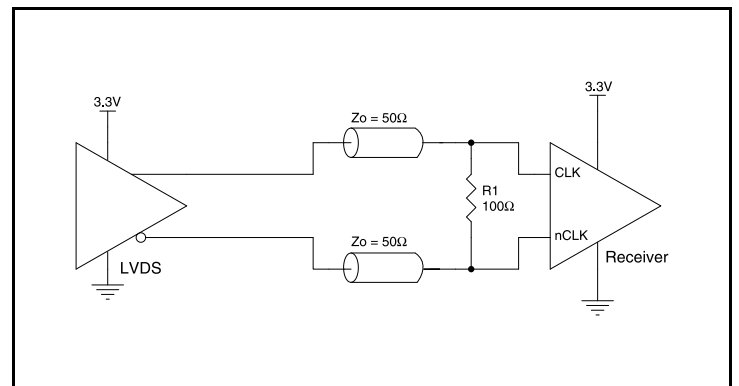 3.3V
3.3V
Zo = 50Ω
CLK
R1
100Ω
nCLK
Zo = 50Ω
LVDS
Receiver